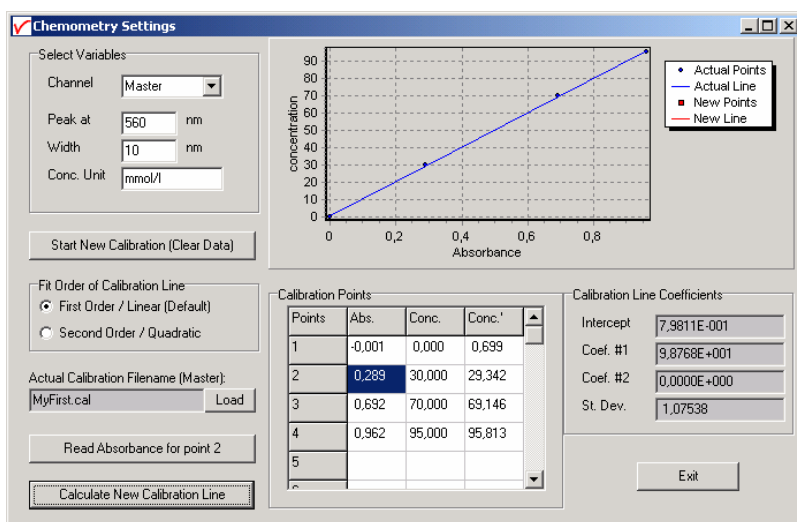 Chemometry Settings
Select Variables
Channel Master
Peak at 560 nm
Width 10 nm
Conc. Unit mmol/l
Start New Calibration (Clear Data)
Fit Order of Calibration Line
First Order / Linear (Default)
Second Order / Quadratic
Actual Calibration Filename (Master):
MyFirst.cal Load
Read Absorbance for point 2
Calculate New Calibration Line
concentration
90
80
70
60
50
40
30
20
10
0
0 0,2 0,4 0,6 0,8
Absorbance
Actual Points
Actual Line
New Points
New Line
Calibration Points
Points Abs. Conc. Conc.'
1 -0,001 0,000 0,699
2 0,289 30,000 29,342
3 0,692 70,000 69,146
4 0,962 95,000 95,813
5
Calibration Line Coefficients
Intercept 7,9811E-001
Coef. #1 9,8768E+001
Coef. #2 0,0000E+000
St. Dev. 1,07538
Exit